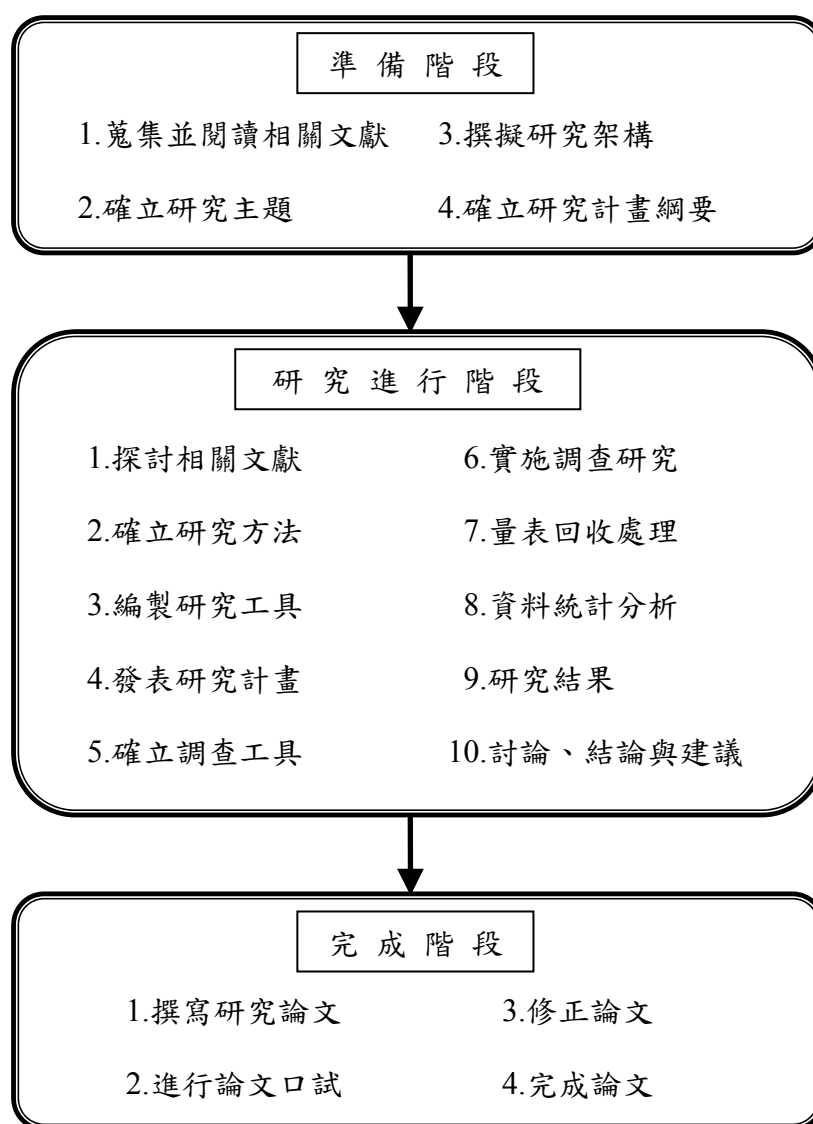 準備階段
1.蒐集並閱讀相關文獻
2.確立研究主題
3.撰擬研究架構
4.確立研究計畫綱要
研究進行階段
1.探討相關文獻
2.確立研究方法
3.編製研究工具
4.發表研究計畫
5.確立調查工具
6.實施調查研究
7.量表回收處理
8.資料統計分析
9.研究結果
10.討論、結論與建議
完成階段
1.撰寫研究論文
2.進行論文口試
3.修正論文
4.完成論文